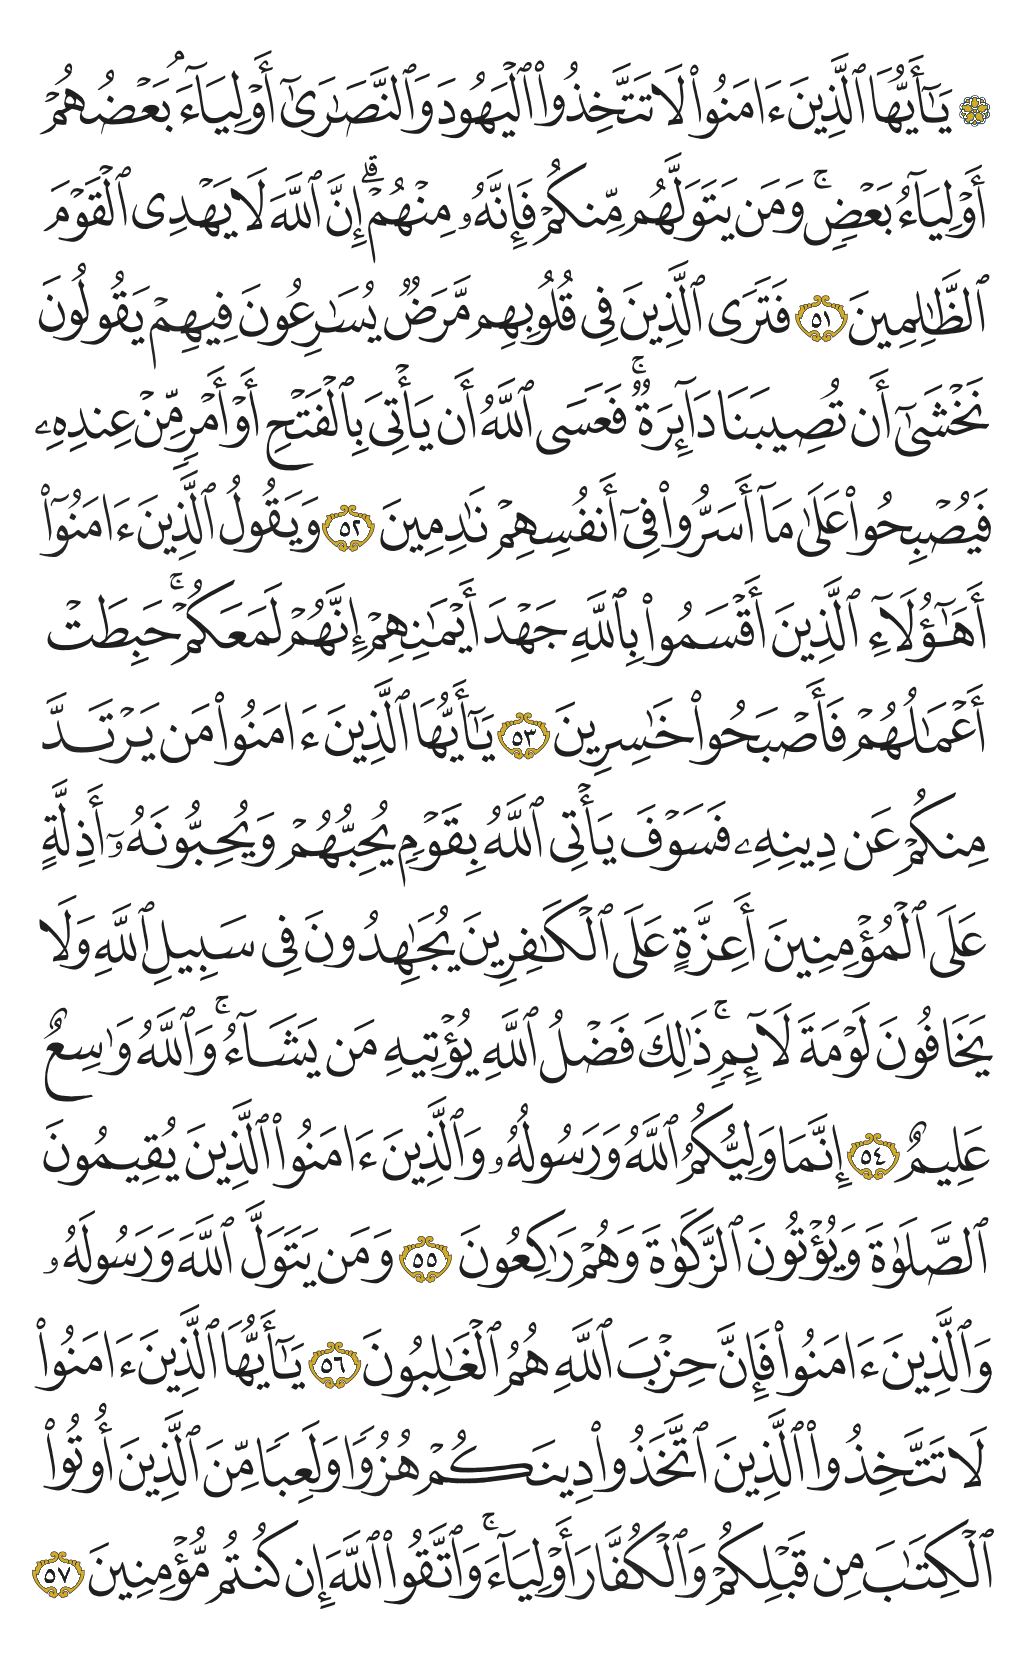 ۞ يَٰٓأَيُّهَا ٱلَّذِينَ ءَامَنُوا۟ لَا تَتَّخِذُوا۟ ٱلْيَهُودَ وَٱلنَّصَٰرَىٰٓ أَوْلِيَآءَ ۘ بَعْضُهُمْ
أَوْلِيَآءُ بَعْضٍ ۚ وَمَن يَتَوَلَّهُم مِّنكُمْ فَإِنَّهُۥ مِنْهُمْ ۗ إِنَّ ٱللَّهَ لَا يَهْدِى ٱلْقَوْمَ
ٱلظَّٰلِمِينَ ٥١ فَتَرَى ٱلَّذِينَ فِى قُلُوبِهِم مَّرَضٌ يُسَٰرِعُونَ فِيهِمْ يَقُولُونَ
نَخْشَىٰٓ أَن تُصِيبَنَا دَآئِرَةٌ ۚ فَعَسَى ٱللَّهُ أَن يَأْتِىَ بِٱلْفَتْحِ أَوْ أَمْرٍ مِّنْ عِندِهِۦ
فَيُصْبِحُوا۟ عَلَىٰ مَآ أَسَرُّوا۟ فِىٓ أَنفُسِهِمْ نَٰدِمِينَ ٥٢ وَيَقُولُ ٱلَّذِينَ ءَامَنُوٓا۟
أَهَٰٓؤُلَآءِ ٱلَّذِينَ أَقْسَمُوا۟ بِٱللَّهِ جَهْدَ أَيْمَٰنِهِمْ إِنَّهُمْ لَمَعَكُمْ ۚ حَبِطَتْ
أَعْمَٰلُهُمْ فَأَصْبَحُوا۟ خَٰسِرِينَ ٥٣ يَٰٓأَيُّهَا ٱلَّذِينَ ءَامَنُوا۟ مَن يَرْتَدَّ
مِنكُمْ عَن دِينِهِۦ فَسَوْفَ يَأْتِى ٱللَّهُ بِقَوْمٍ يُحِبُّهُمْ وَيُحِبُّونَهُۥٓ أَذِلَّةٍ
عَلَى ٱلْمُؤْمِنِينَ أَعِزَّةٍ عَلَى ٱلْكَٰفِرِينَ يُجَٰهِدُونَ فِى سَبِيلِ ٱللَّهِ وَلَا
يَخَافُونَ لَوْمَةَ لَآئِمٍ ۚ ذَٰلِكَ فَضْلُ ٱللَّهِ يُؤْتِيهِ مَن يَشَآءُ ۚ وَٱللَّهُ وَٰسِعٌ
عَلِيمٌ ٥٤ إِنَّمَا وَلِيُّكُمُ ٱللَّهُ وَرَسُولُهُۥ وَٱلَّذِينَ ءَامَنُوا۟ ٱلَّذِينَ يُقِيمُونَ
ٱلصَّلَوٰةَ وَيُؤْتُونَ ٱلزَّكَوٰةَ وَهُمْ رَٰكِعُونَ ٥٥ وَمَن يَتَوَلَّ ٱللَّهَ وَرَسُولَهُۥ
وَٱلَّذِينَ ءَامَنُوا۟ فَإِنَّ حِزْبَ ٱللَّهِ هُمُ ٱلْغَٰلِبُونَ ٥٦ يَٰٓأَيُّهَا ٱلَّذِينَ ءَامَنُوا۟
لَا تَتَّخِذُوا۟ ٱلَّذِينَ ٱتَّخَذُوا۟ دِينَكُمْ هُزُوًا وَلَعِبًا مِّنَ ٱلَّذِينَ أُوتُوا۟
ٱلْكِتَٰبَ مِن قَبْلِكُمْ وَٱلْكُفَّارَ أَوْلِيَآءَ ۚ وَٱتَّقُوا۟ ٱللَّهَ إِن كُنتُم مُّؤْمِنِينَ ٥٧